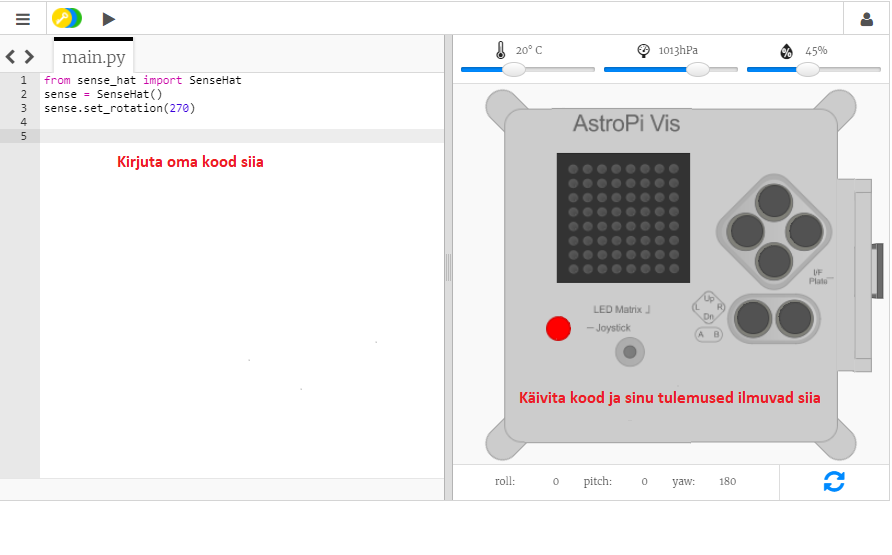 main.py
1 from sense_hat import SenseHat
2 sense = SenseHat()
3 sense.set_rotation(270)
4
5
Kirjuta oma kood siia
20° C
1013hPa
45%
AstroPi Vis
I/F
Plate
LED Matrix
Joystick
Up
L R
Dn
A B
Käivita kood ja sinu tulemused ilmuvad siia
roll: 0 pitch: 0 yaw: 180